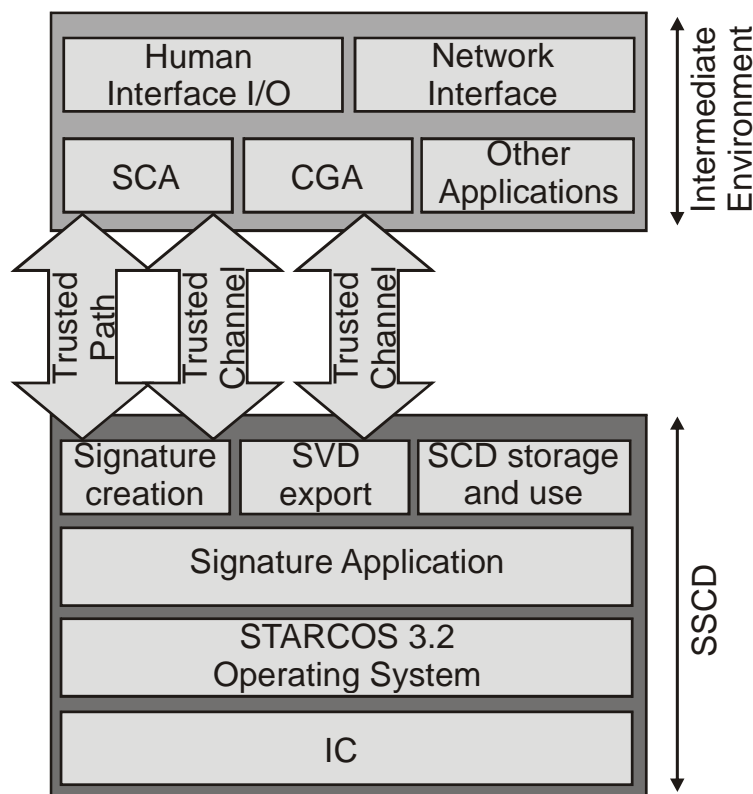 Human
Interface I/O
Network
Interface
SCA
CGA
Other
Applications
Intermediate
Environment
Trusted
Path
Trusted
Channel
Trusted
Channel
Signature
creation
SVD
export
SCD storage
and use
Signature Application
STARCOS 3.2
Operating System
IC
SSCD